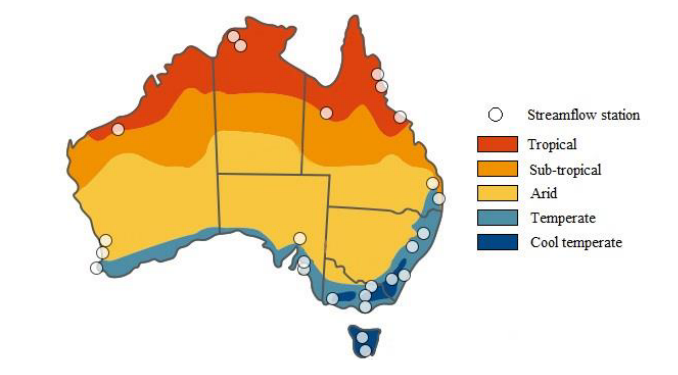 Streamflow station
Tropical
Sub-tropical
Arid
Temperate
Cool temperate